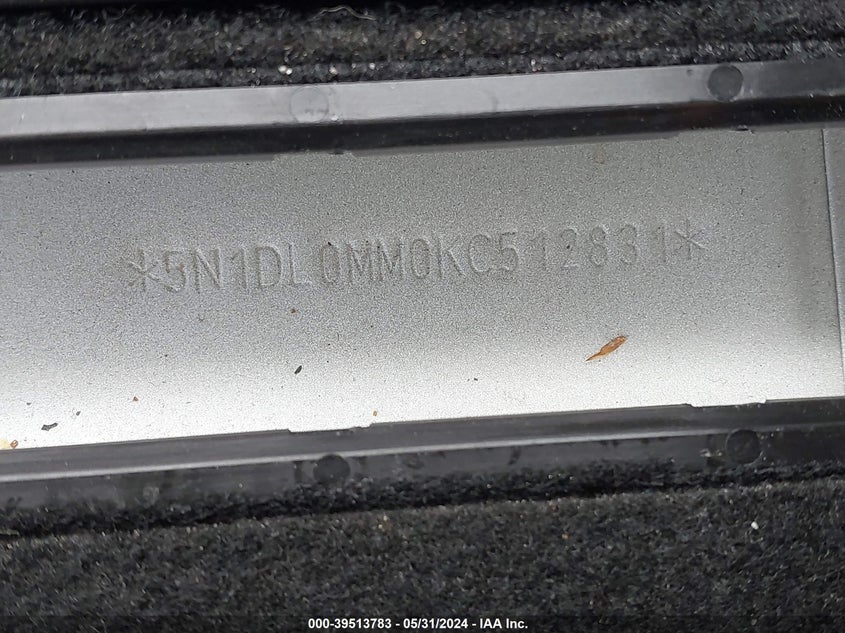 *5N1DL0MM0KC512831*
000-39513783 - 05/31/2024 - IAA Inc.